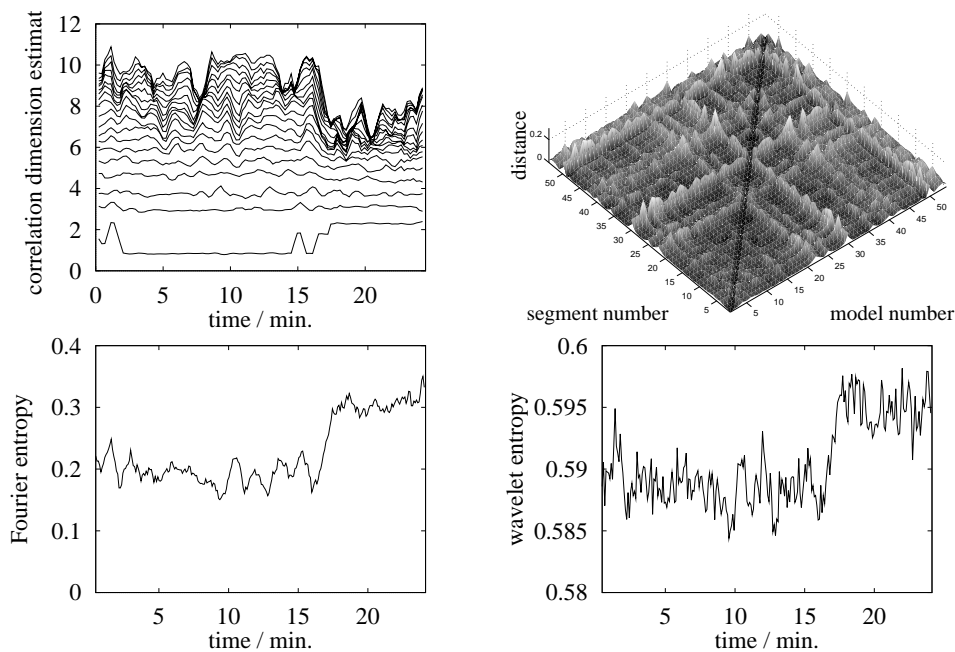 12
10
8
6
4
2
0
correlation dimension estimat
0 5 10 15 20
time / min.
0.2
0
distance
50 45 40 35 30 25 20 15 10 5
5 10 15 20 25 30 35 40 45 50
segment number
model number
0.4
0.3
0.2
0.1
0
Fourier entropy
5 10 15 20
time / min.
0.6
0.595
0.59
0.585
0.58
wavelet entropy
5 10 15 20
time / min.